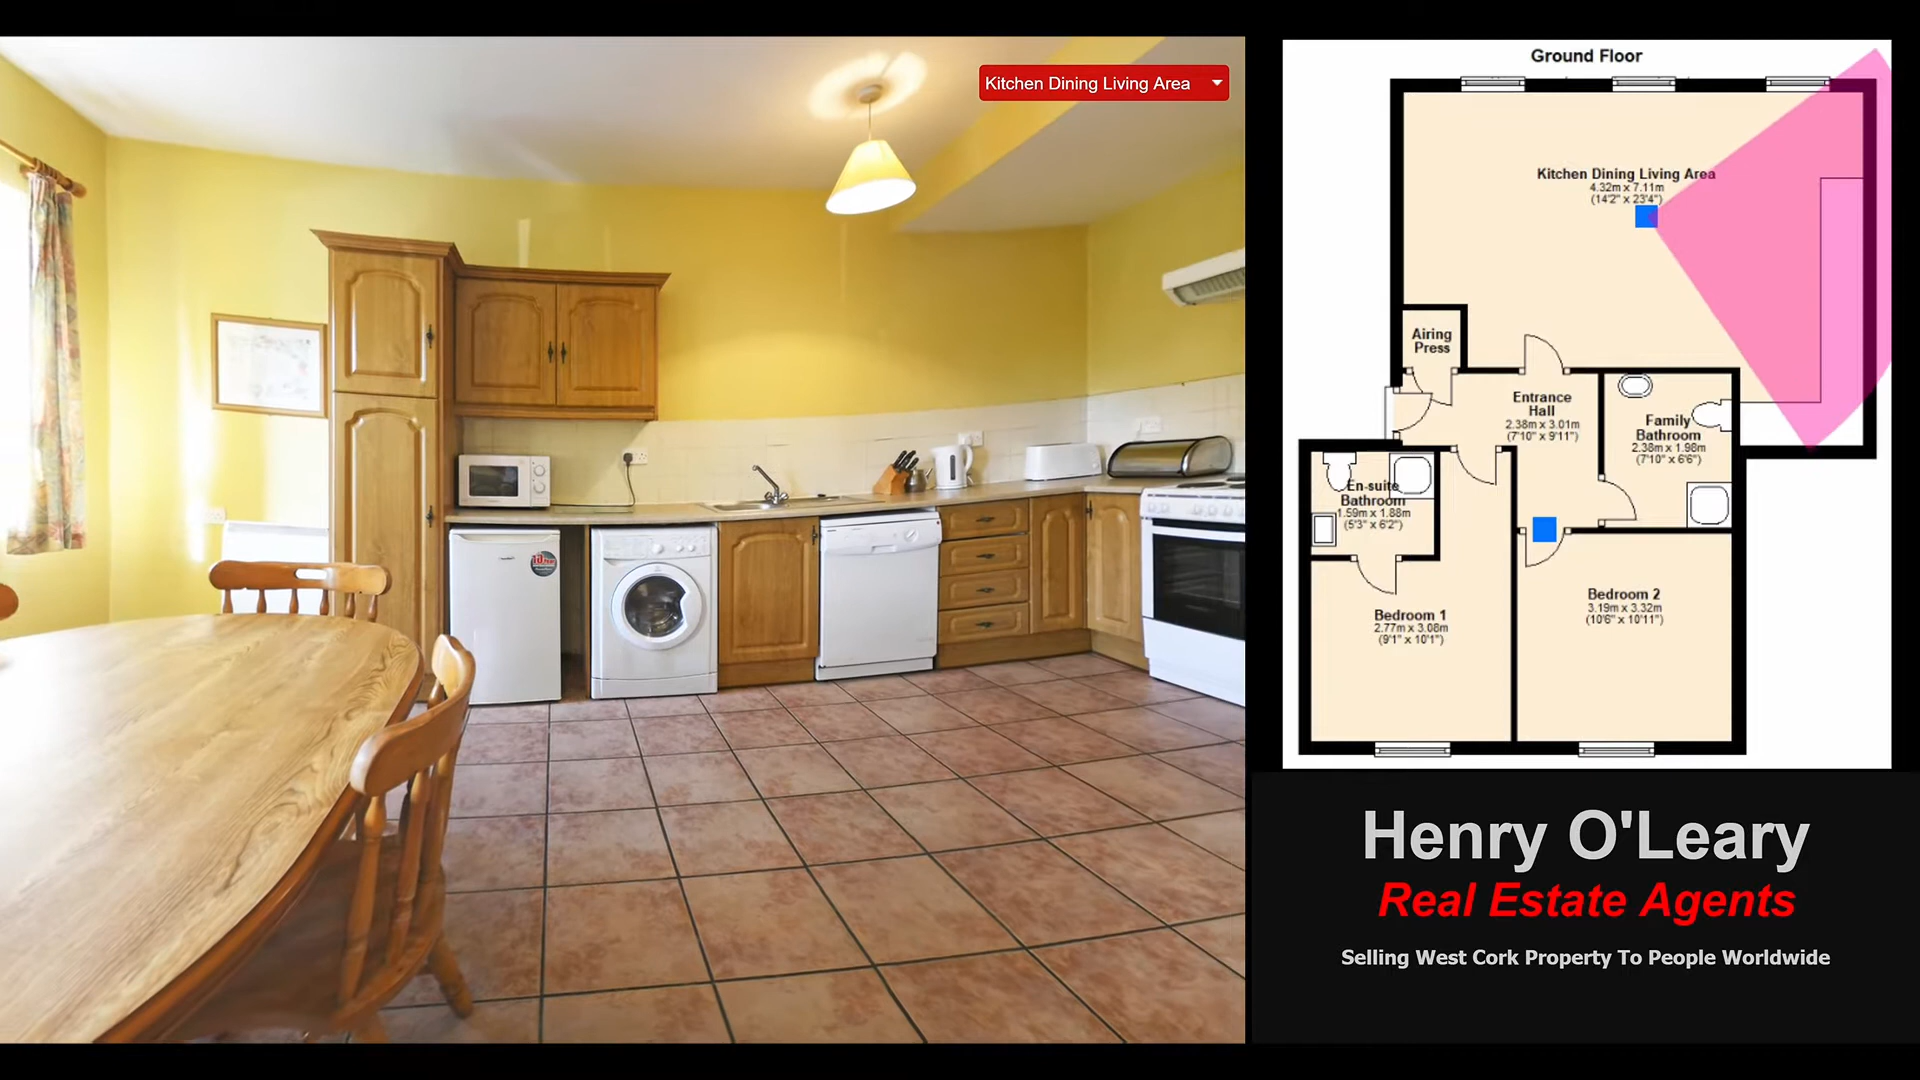 Kitchen Dining Living Area
Ground Floor
Kitchen Dining Living Area
4.32m x 7.11m
(14'2" x 23'4")
Airing
Press
Entrance
Hall
2.38m x 3.01m
(7'10" x 9'11")
Family
Bathroom
2.38m x 1.98m
(7'10" x 6'6")
En-suite
Bathroom
1.59m x 1.88m
(5'3" x 6'2")
Bedroom 1
2.77m x 3.08m
(9'1" x 10'1")
Bedroom 2
3.19m x 3.32m
(10'6" x 10'11")
Henry O'Leary
Real Estate Agents
Selling West Cork Property To People Worldwide